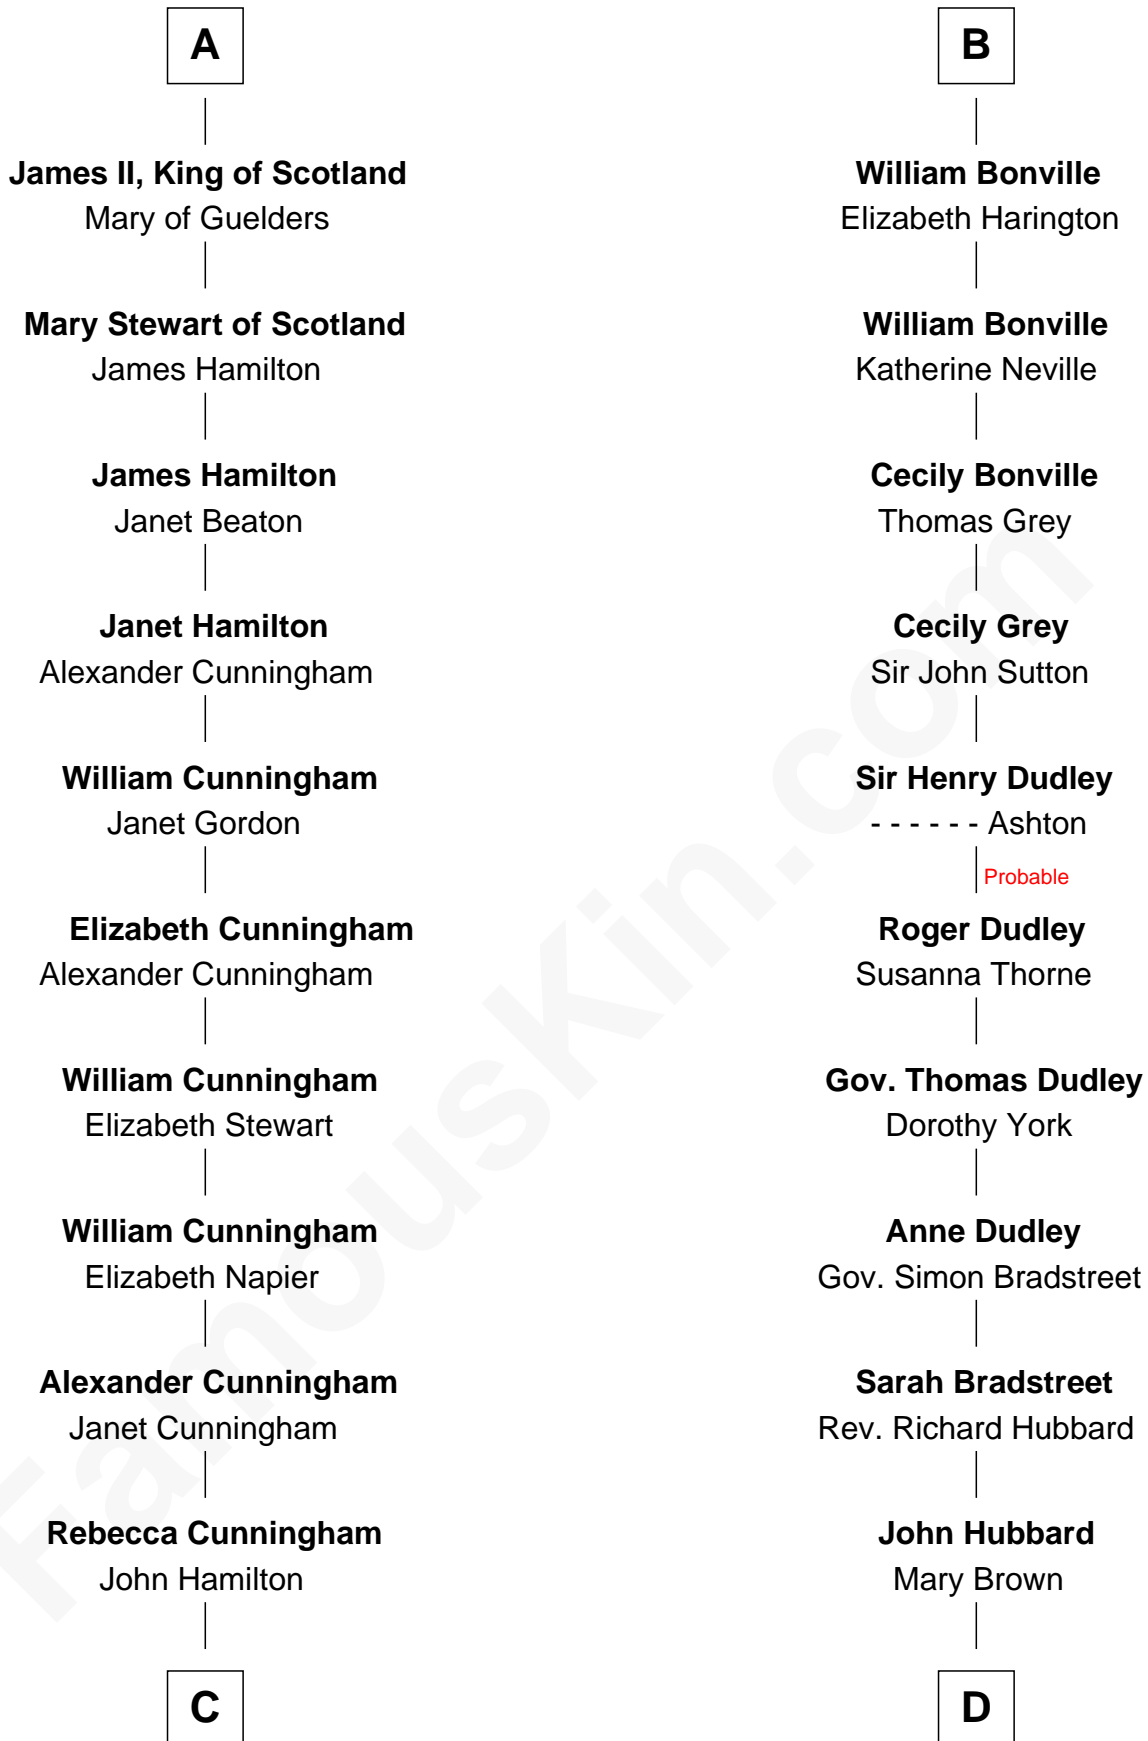 A
James II, King of Scotland
Mary of Guelders
Mary Stewart of Scotland
James Hamilton
James Hamilton
Janet Beaton
Janet Hamilton
Alexander Cunningham
William Cunningham
Janet Gordon
Elizabeth Cunningham
Alexander Cunningham
William Cunningham
Elizabeth Stewart
William Cunningham
Elizabeth Napier
Alexander Cunningham
Janet Cunningham
Rebecca Cunningham
John Hamilton
C
B
William Bonville
Elizabeth Harington
William Bonville
Katherine Neville
Cecily Bonville
Thomas Grey
Cecily Grey
Sir John Sutton
Sir Henry Dudley
- - - - - - Ashton
Probable
Roger Dudley
Susanna Thorne
Gov. Thomas Dudley
Dorothy York
Anne Dudley
Gov. Simon Bradstreet
Sarah Bradstreet
Rev. Richard Hubbard
John Hubbard
Mary Brown
D
FamousKin.com